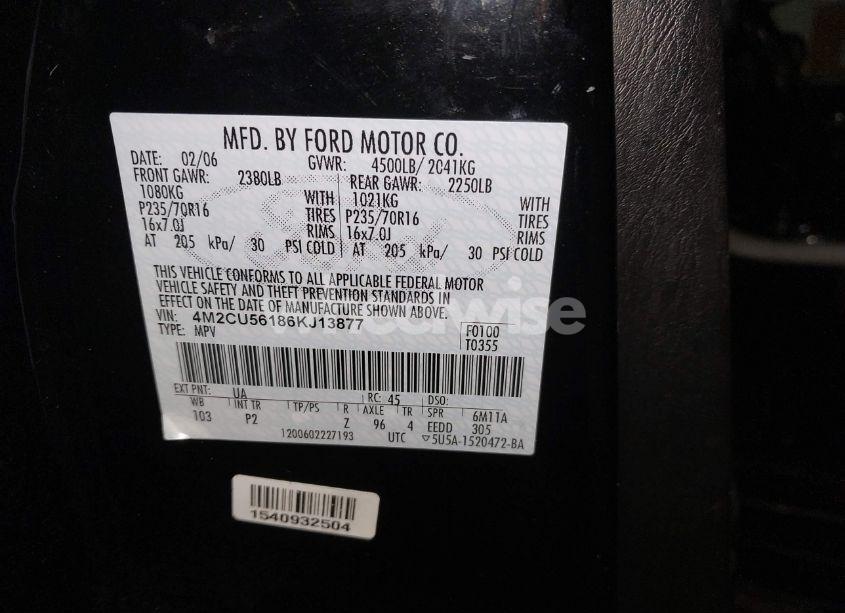 MFD. BY FORD MOTOR CO.
DATE: 02/06 GVWR: 4500LB/ 2041KG
FRONT GAWR: 2380LB REAR GAWR: 2250LB
1080KG WITH 1021KG WITH
P235/70R16 TIRES P235/70R16 TIRES
16x7.0J RIMS 16x7.0J RIMS
AT 205 kPa/ 30 PSI COLD AT 205 kPa/ 30 PSI COLD
THIS VEHICLE CONFORMS TO ALL APPLICABLE FEDERAL MOTOR
VEHICLE SAFETY AND THEFT PREVENTION STANDARDS IN
EFFECT ON THE DATE OF MANUFACTURE SHOWN ABOVE.
VIN: 4M2CU56186KJ13877 F0100
TYPE: MPV T0355
wheelwise
EXT PNT: UA RC: 45 DSO:
WB INT TR TP/PS R AXLE TR SPR 6M11A
103 P2 Z 96 4 EEDD 305
1200602227193 UTC ▽5U5A-1520472-BA
1540932504